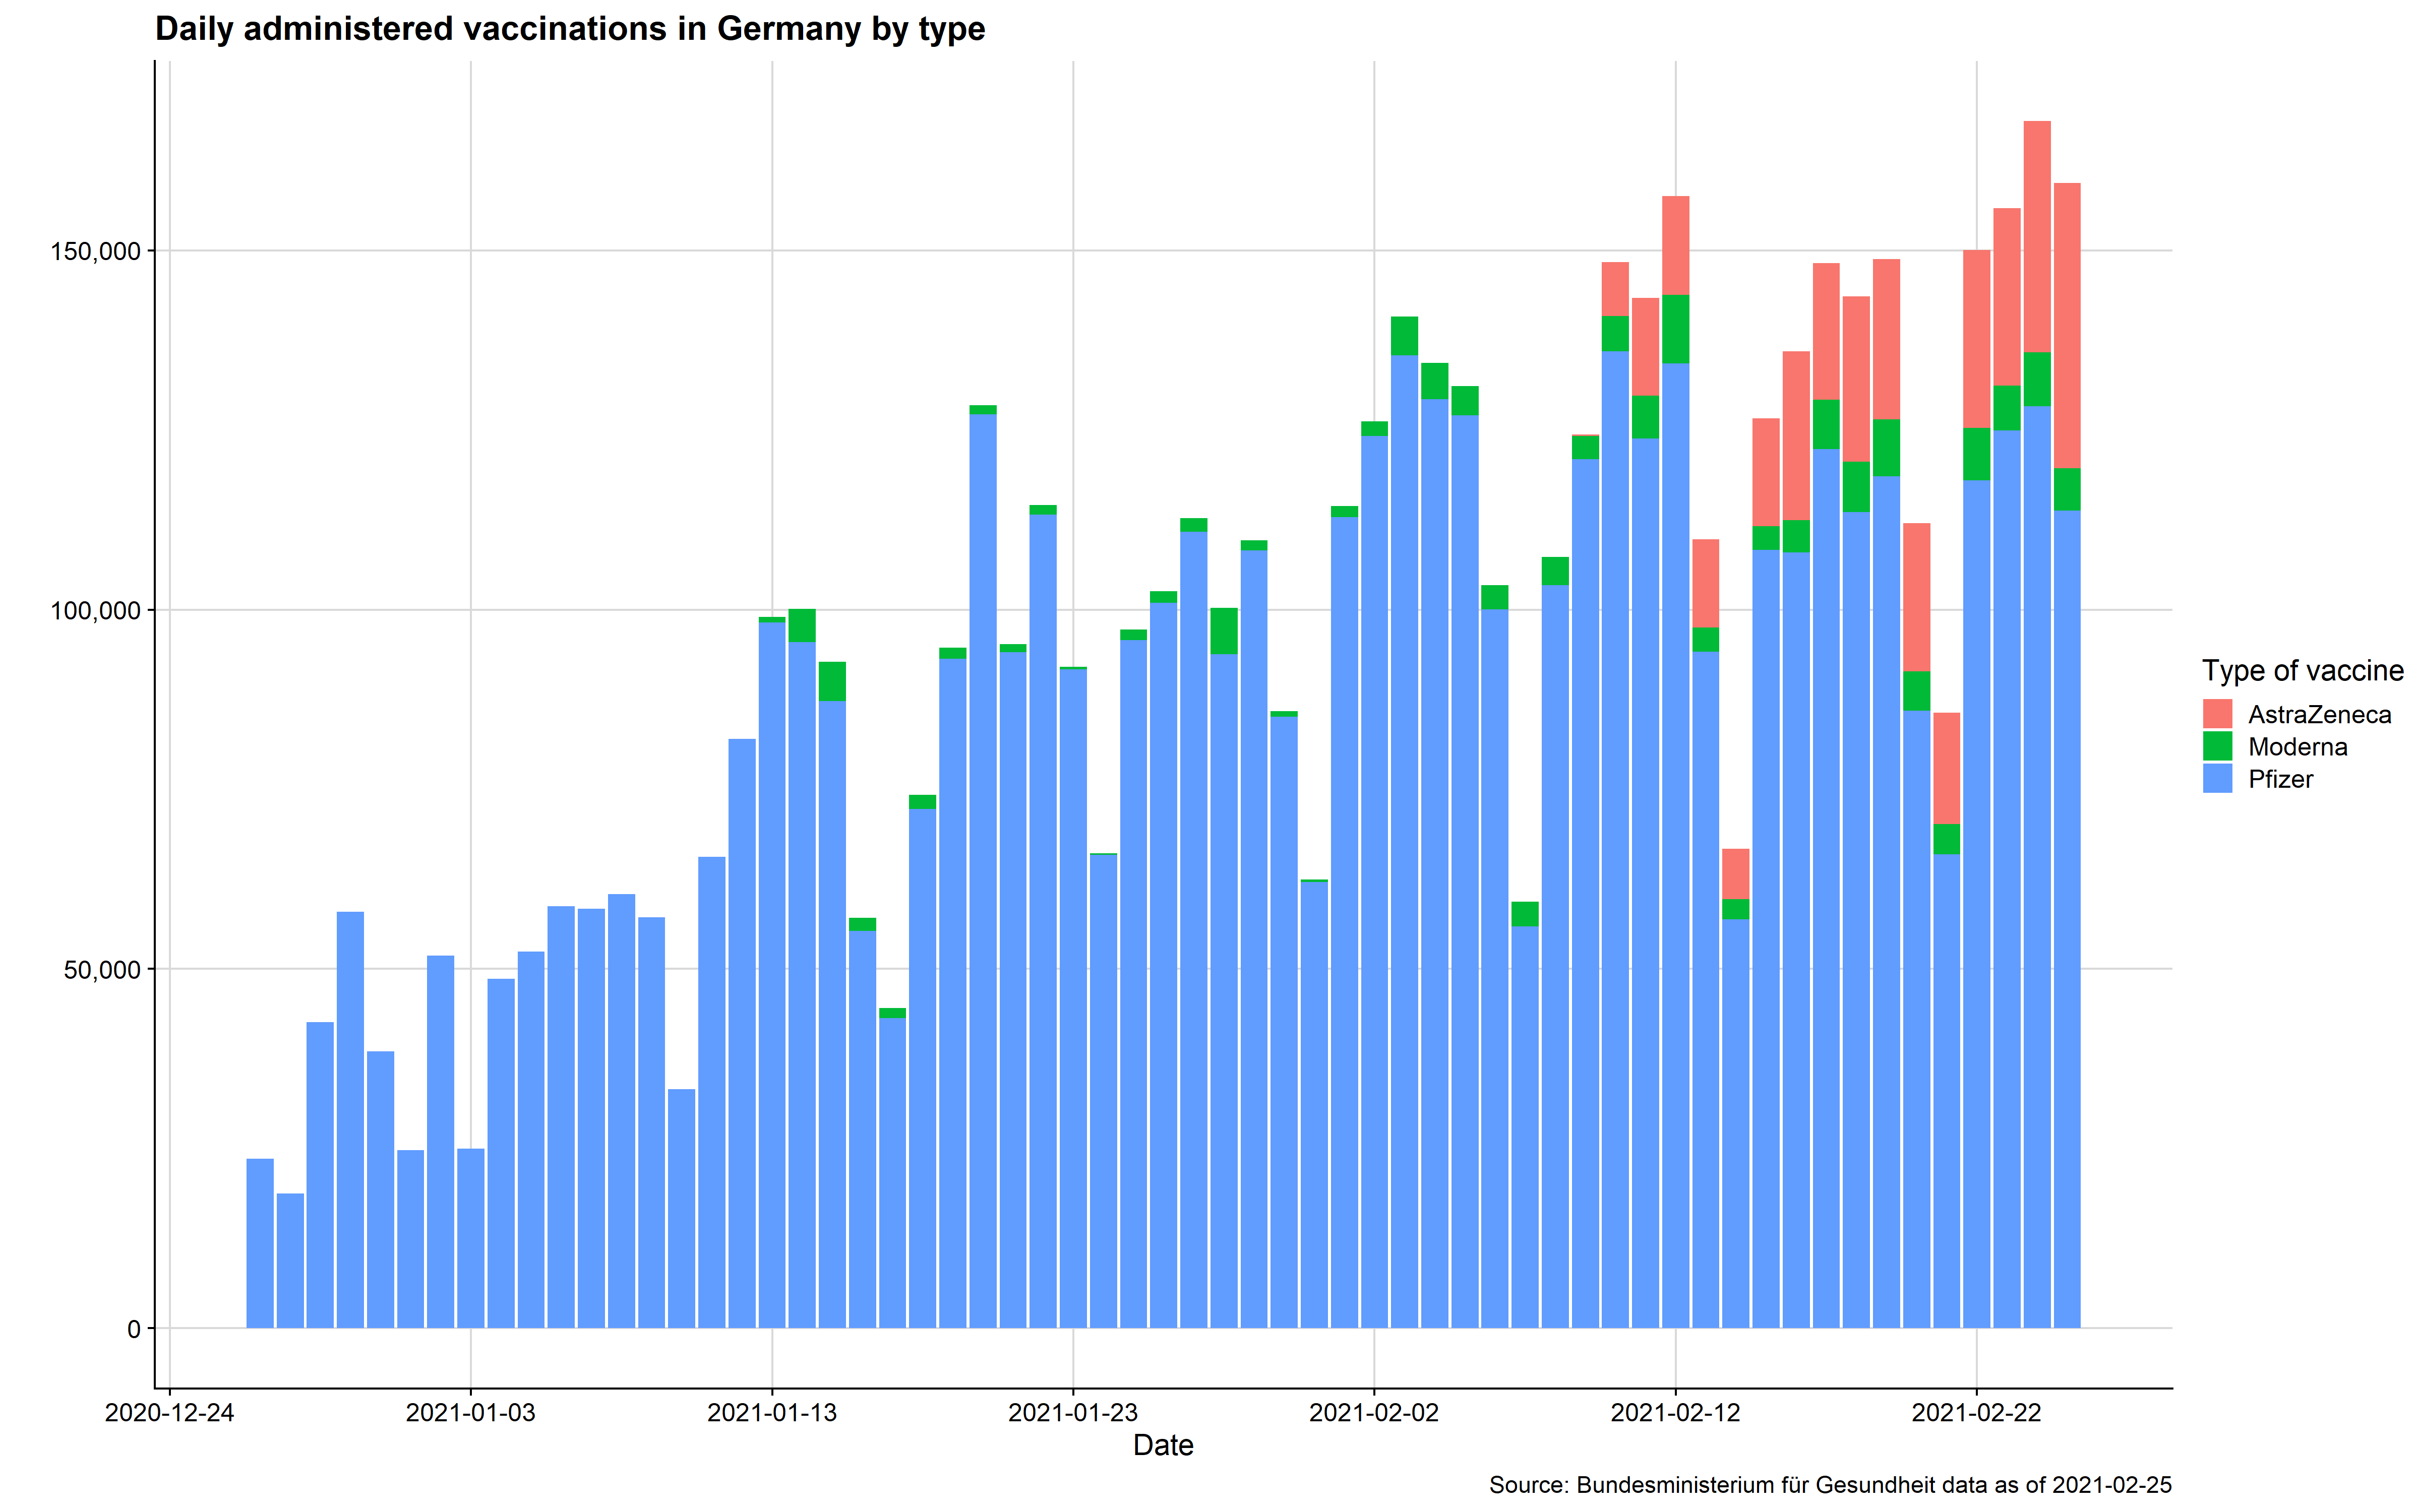 Daily administered vaccinations in Germany by type
150,000
100,000
50,000
0
2020-12-24
2021-01-03
2021-01-13
2021-01-23
2021-02-02
2021-02-12
2021-02-22
Date
Type of vaccine
AstraZeneca
Moderna
Pfizer
Source: Bundesministerium für Gesundheit data as of 2021-02-25